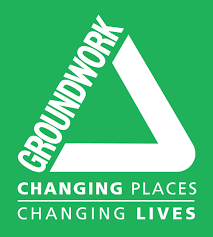 GROUNDWORK
CHANGING PLACES
CHANGING LIVES